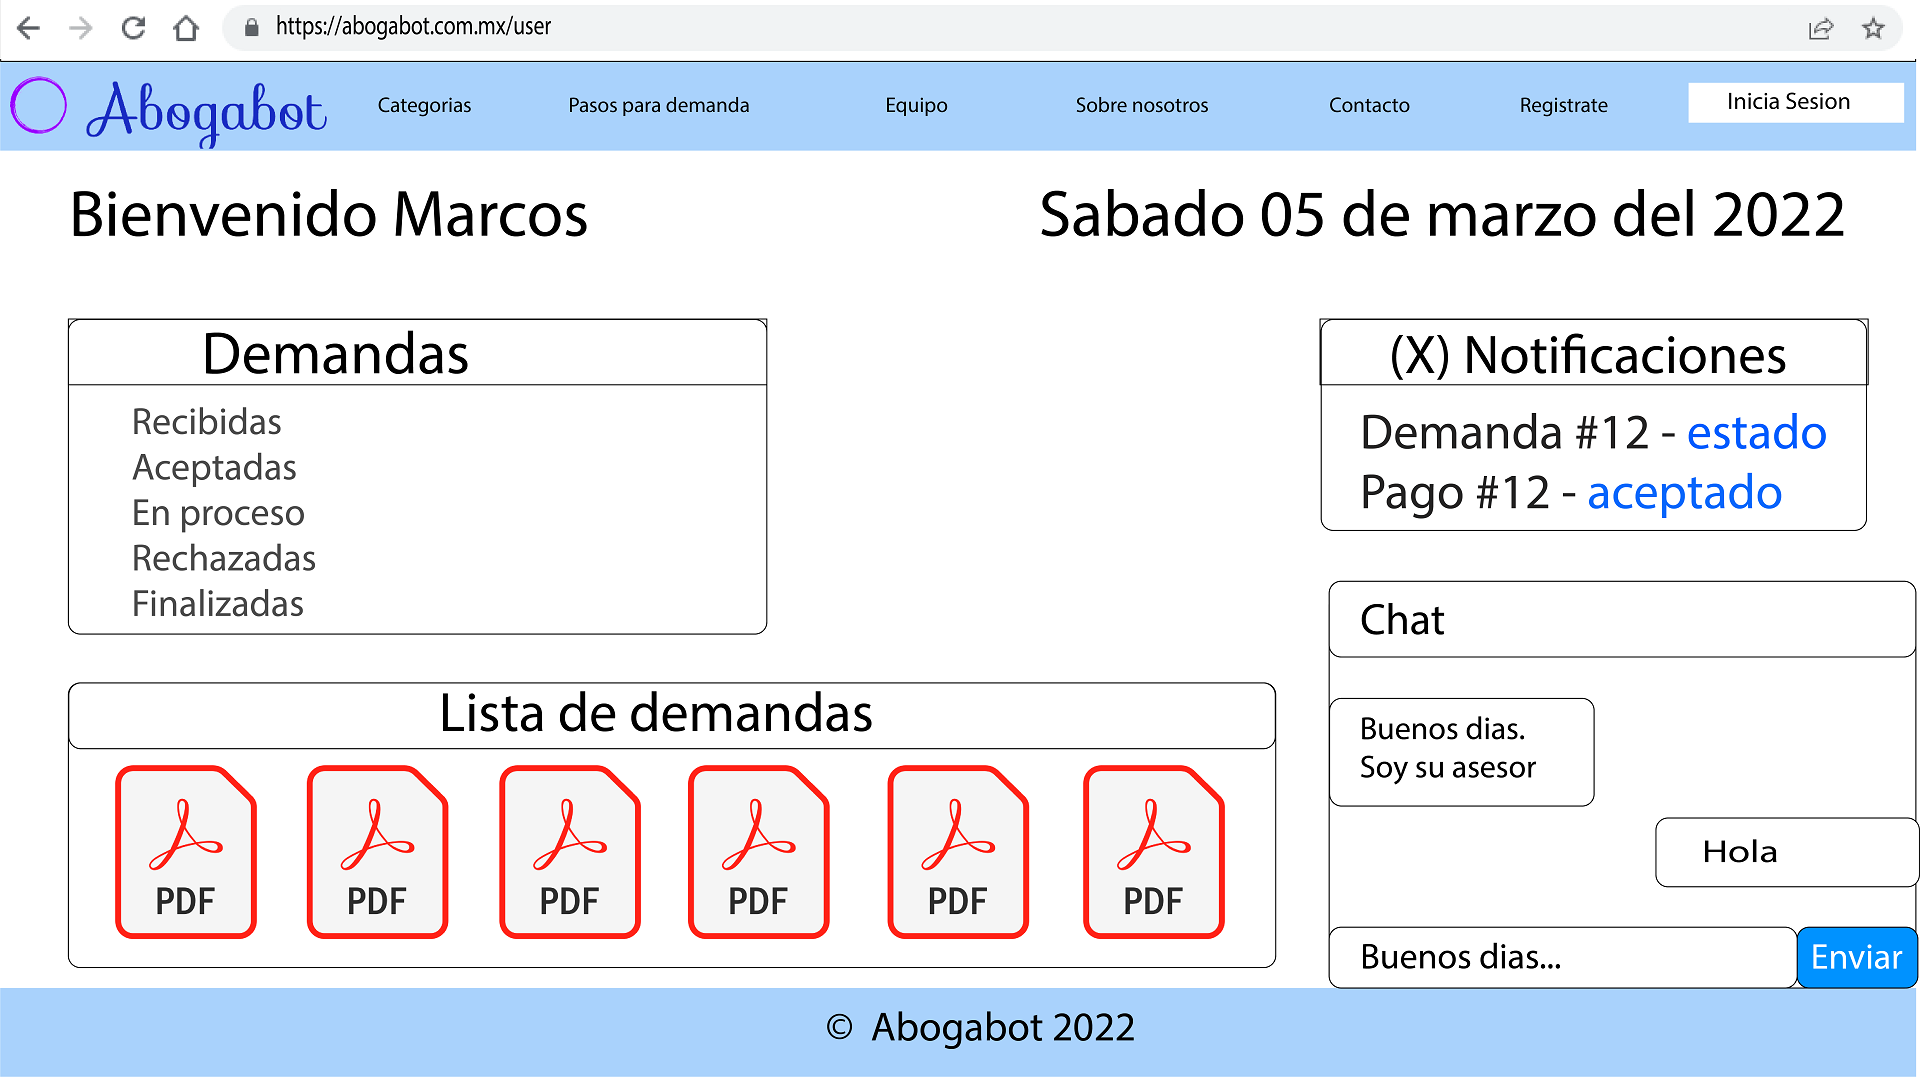 https://abogabot.com.mx/user
Abogabot
Categorias
Pasos para demanda
Equipo
Sobre nosotros
Contacto
Registrate
Inicia Sesion
Bienvenido Marcos
Sabado 05 de marzo del 2022
Demandas
Recibidas
Aceptadas
En proceso
Rechazadas
Finalizadas
(X) Notificaciones
Demanda #12 - estado
Pago #12 - aceptado
Lista de demandas
PDF
PDF
PDF
PDF
PDF
PDF
Chat
Buenos dias.
Soy su asesor
Hola
Buenos dias...
Enviar
© Abogabot 2022